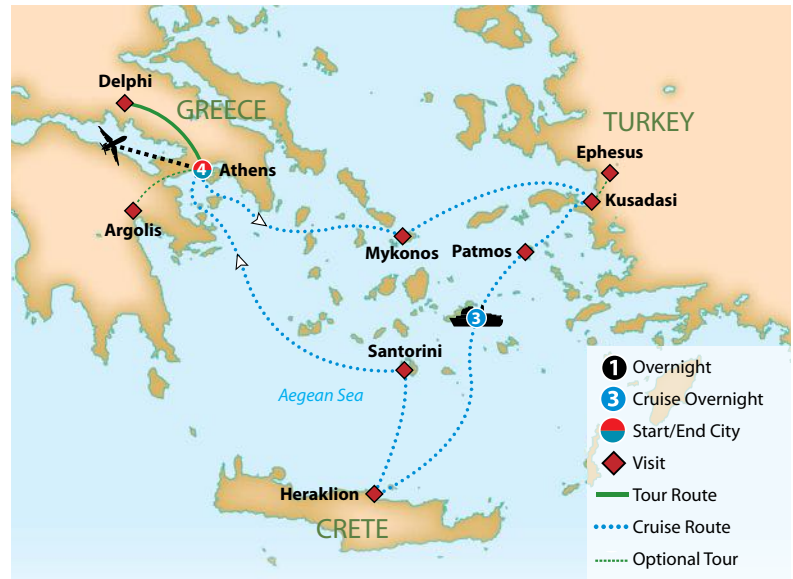 Delphi
GREECE
TURKEY
Ephesus
4 Athens
Kusadasi
Argolis
Mykonos
Patmos
3
Santorini
Aegean Sea
Heraklion
CRETE
1 Overnight
3 Cruise Overnight
Start/End City
Visit
Tour Route
Cruise Route
Optional Tour